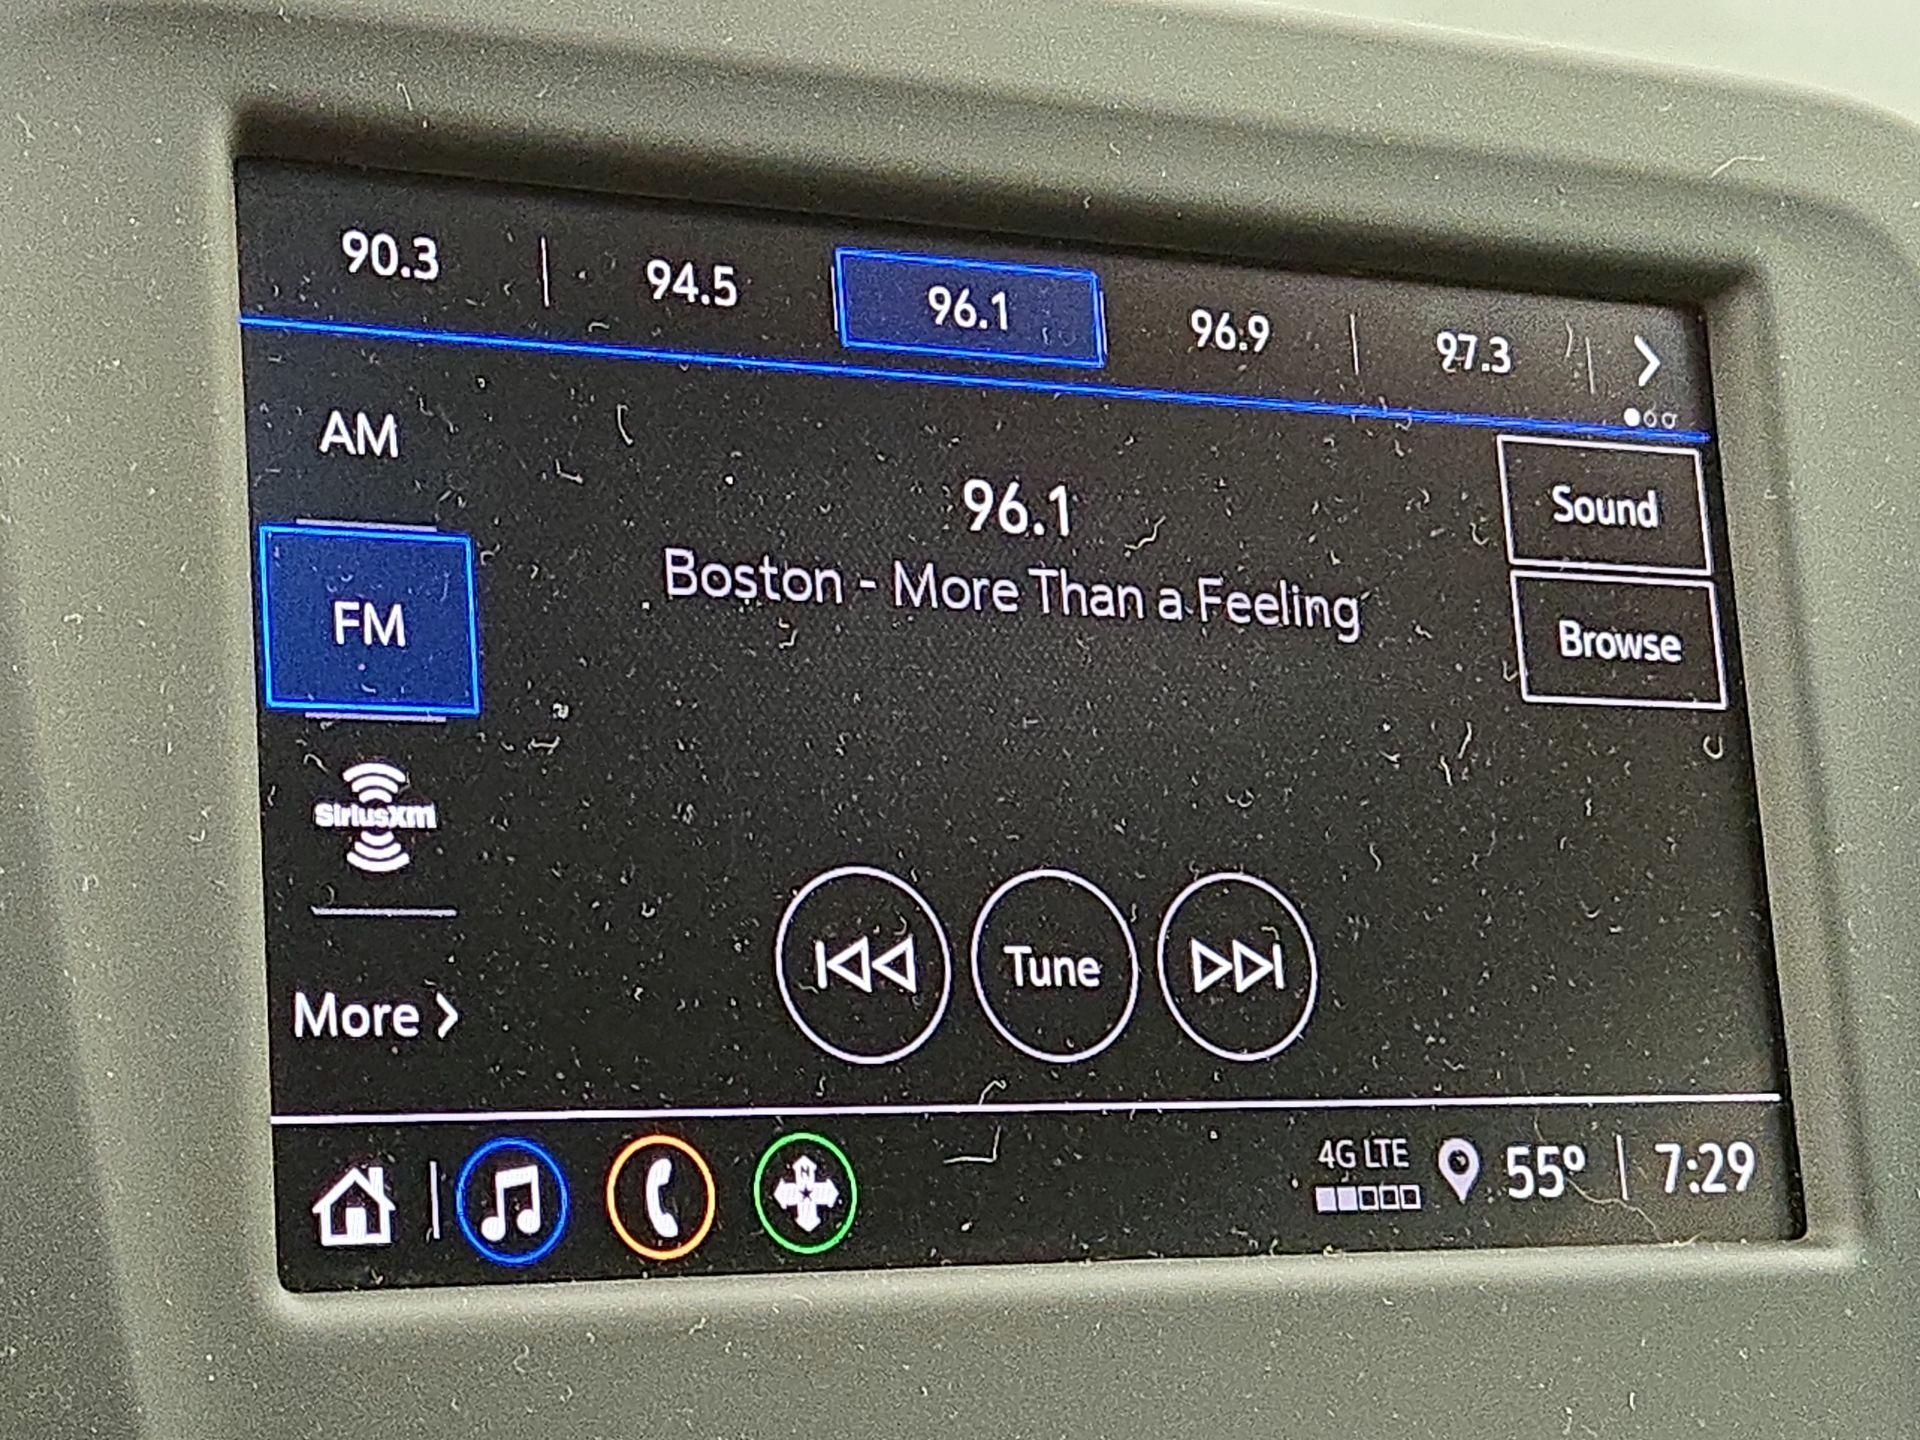 90.3 94.5 96.1 96.9 97.3
AM
96.1
Sound
Boston - More Than a Feeling
FM
Browse
SiriusXM
Tune
More
N
4G LTE 55° 7:29